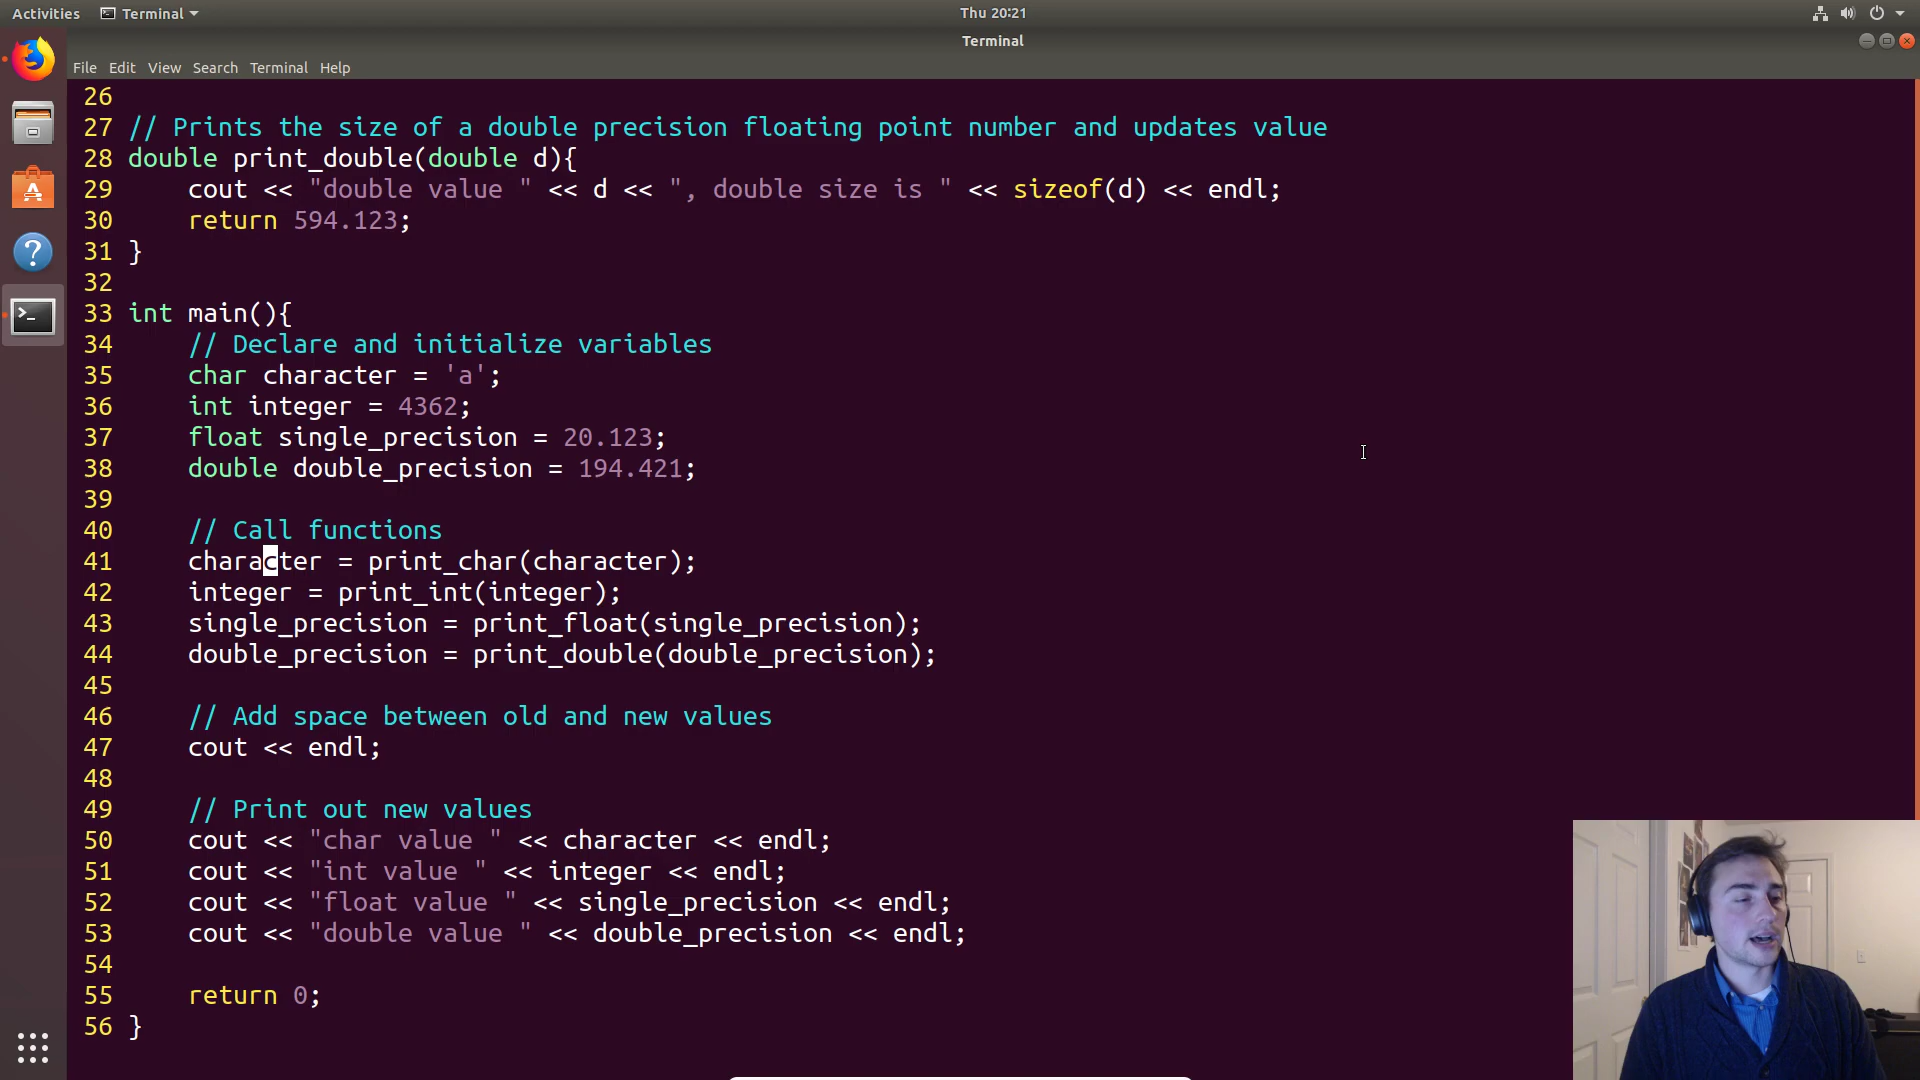 Activities Terminal Thu 20:21
Terminal
File Edit View Search Terminal Help
26
27 // Prints the size of a double precision floating point number and updates value
28 double print_double(double d){
29     cout << "double value " << d << ", double size is " << sizeof(d) << endl;
30     return 594.123;
31 }
32
33 int main(){
34     // Declare and initialize variables
35     char character = 'a';
36     int integer = 4362;
37     float single_precision = 20.123;
38     double double_precision = 194.421;
39
40     // Call functions
41     character = print_char(character);
42     integer = print_int(integer);
43     single_precision = print_float(single_precision);
44     double_precision = print_double(double_precision);
45
46     // Add space between old and new values
47     cout << endl;
48
49     // Print out new values
50     cout << "char value " << character << endl;
51     cout << "int value " << integer << endl;
52     cout << "float value " << single_precision << endl;
53     cout << "double value " << double_precision << endl;
54
55     return 0;
56 }